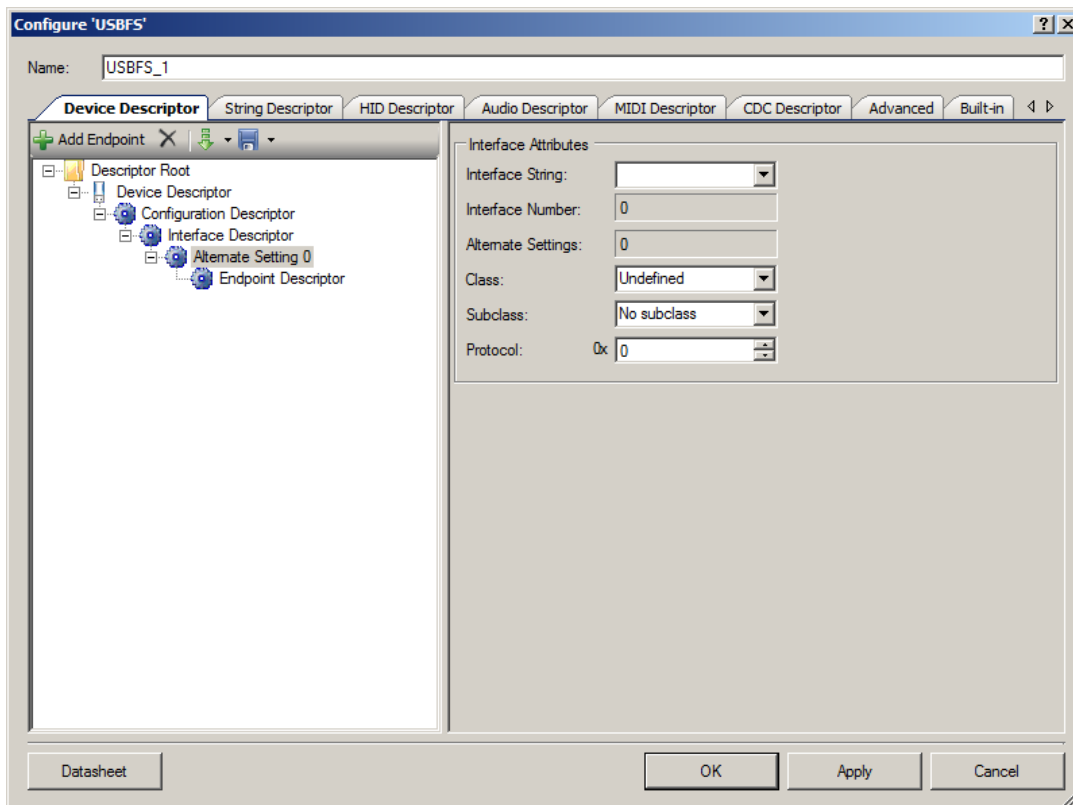 Configure 'USBFS'
Name: USBFS_1
Device Descriptor String Descriptor HID Descriptor Audio Descriptor MIDI Descriptor CDC Descriptor Advanced Built-in
Add Endpoint
Descriptor Root
Device Descriptor
Configuration Descriptor
Interface Descriptor
Alternate Setting 0
Endpoint Descriptor
Interface Attributes
Interface String:
Interface Number: 0
Alternate Settings: 0
Class: Undefined
Subclass: No subclass
Protocol: 0x 0
Datasheet OK Apply Cancel